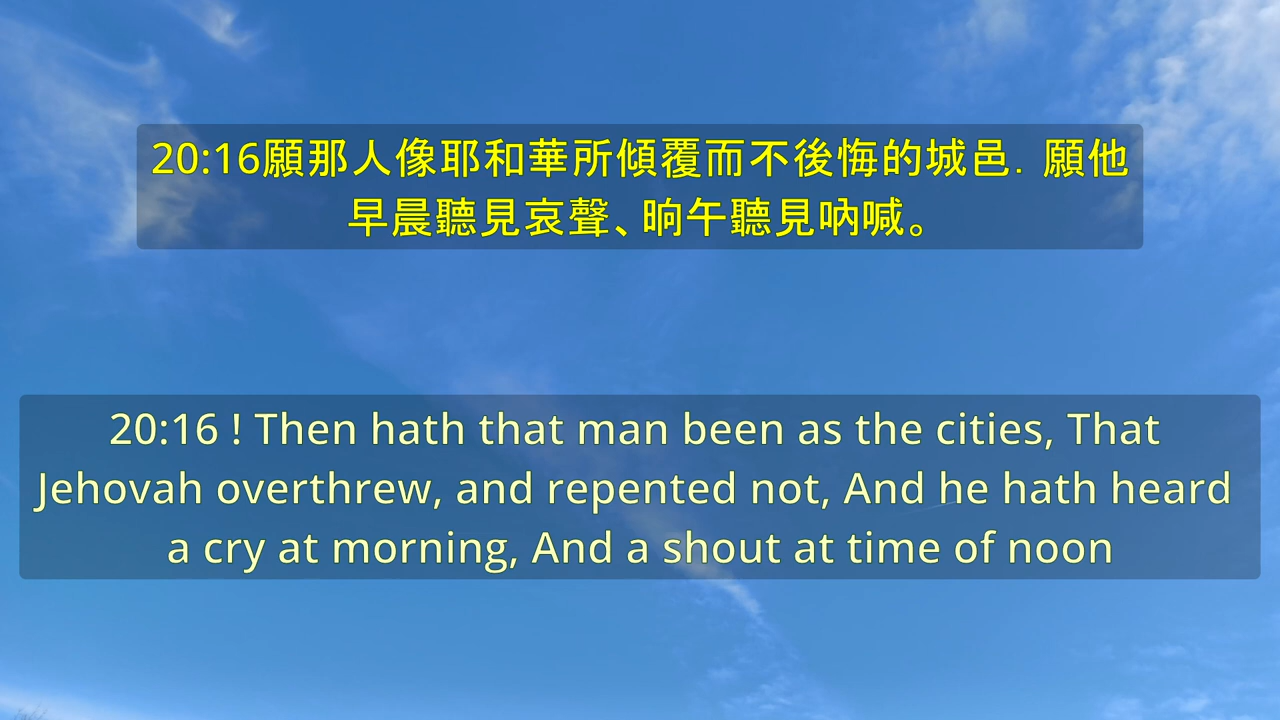 20:16願那人像耶和華所傾覆而不後悔的城邑．願他
早晨聽見哀聲、晌午聽見吶喊。
20:16 ! Then hath that man been as the cities, That
Jehovah overthrew, and repented not, And he hath heard
a cry at morning, And a shout at time of noon